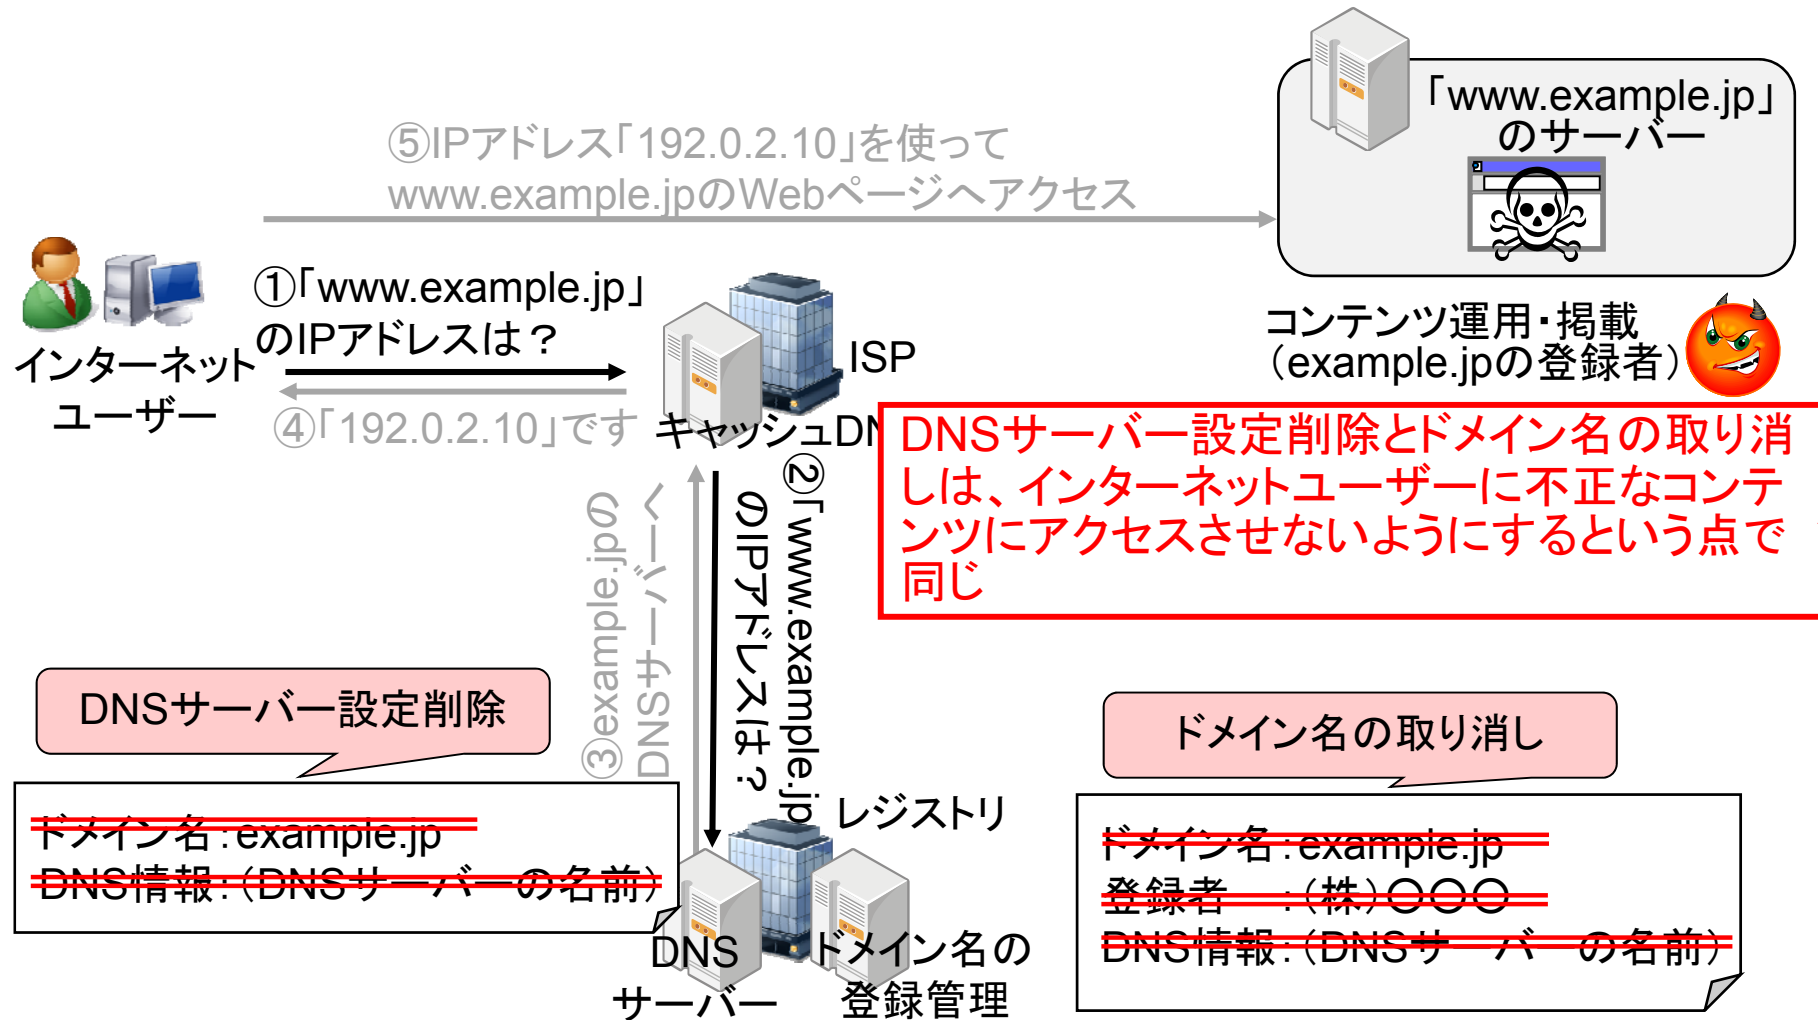 「www.example.jp」
のサーバー
⑤IPアドレス「192.0.2.10」を使って
www.example.jpのWebページへアクセス
①「www.example.jp」
のIPアドレスは？
インターネット
ユーザー
④「192.0.2.10」です
ISP
キャッシュDN
コンテンツ運用・掲載
（example.jpの登録者）
DNSサーバー設定削除とドメイン名の取り消
しは、インターネットユーザーに不正なコンテ
ンツにアクセスさせないようにするという点で
同じ
②「www.example.jp
のIPアドレスは？
③example.jpの
DNSサーバーへ
DNSサーバー設定削除
ドメイン名：example.jp
DNS情報：（DNSサーバーの名前）
レジストリ
DNS
サーバー
ドメイン名の
登録管理
ドメイン名の取り消し
ドメイン名：example.jp
登録者　：（株）〇〇〇
DNS情報：（DNSサーバーの名前）